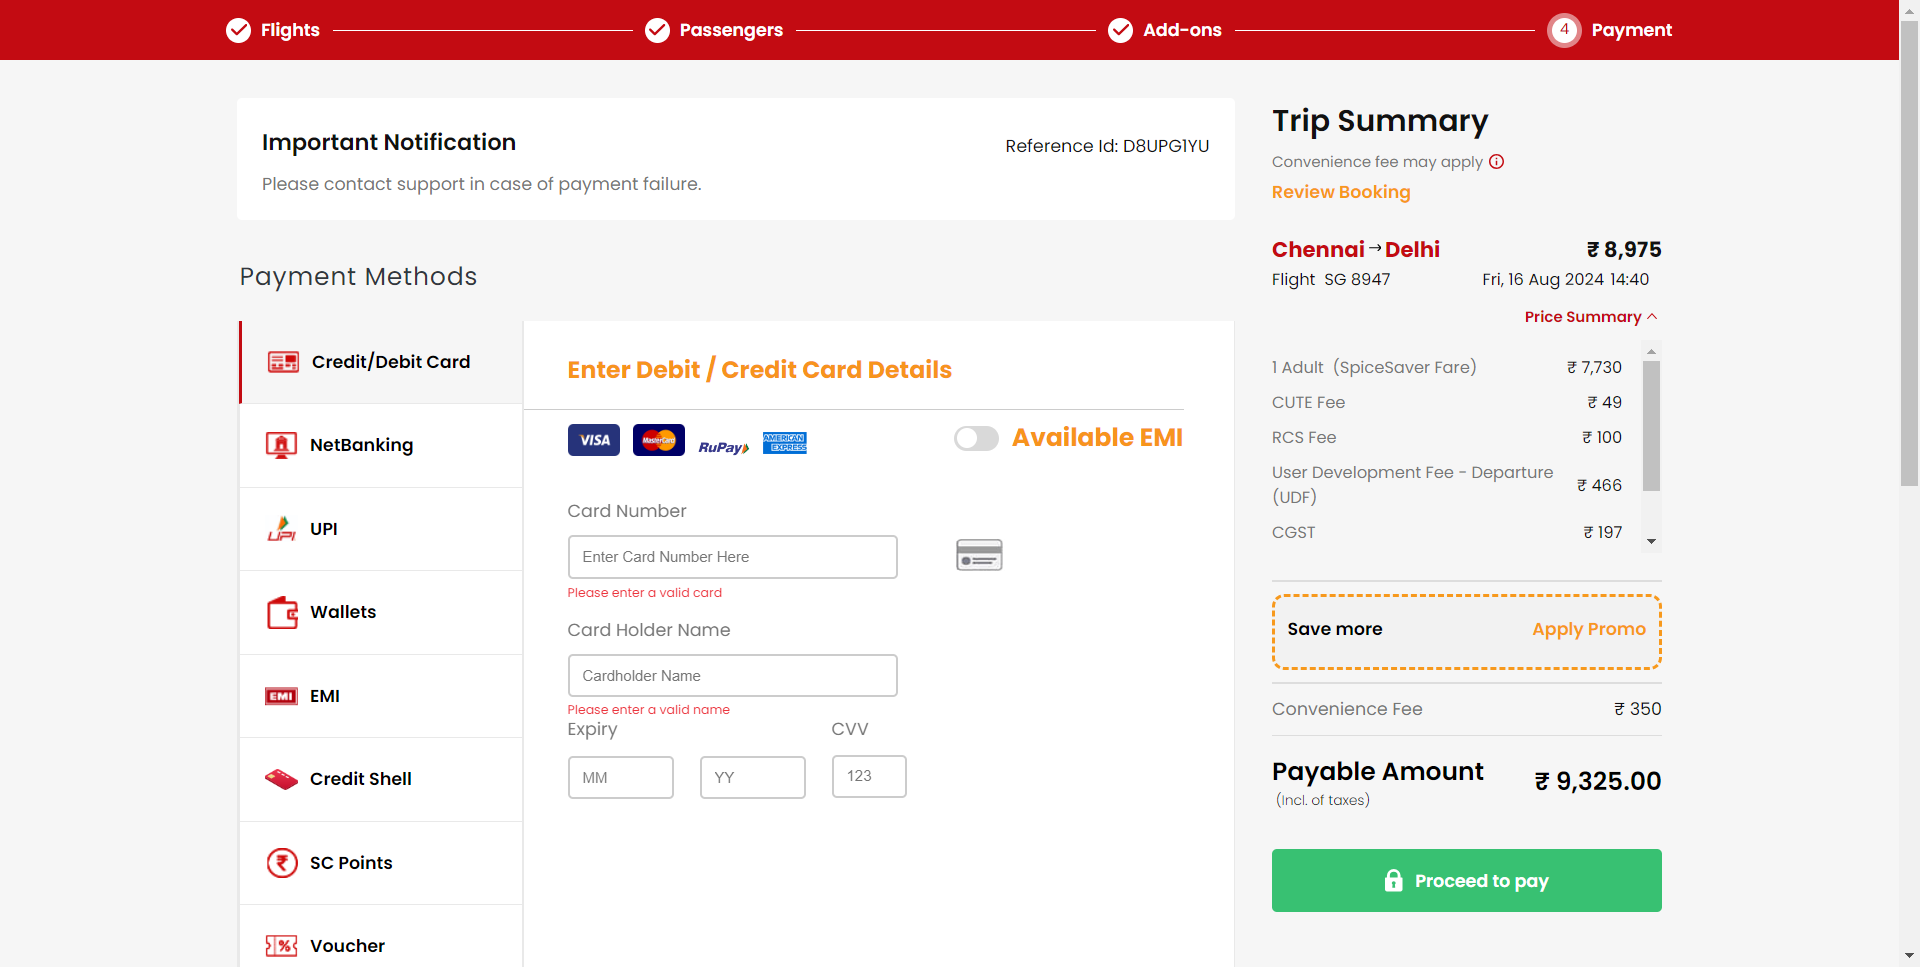 Flights
Passengers
Add-ons
4 Payment
Important Notification
Reference Id: D8UPG1YU
Please contact support in case of payment failure.
Payment Methods
Credit/Debit Card
NetBanking
UPI UPI
Wallets
EMI EMI
Credit Shell
₹ SC Points
% Voucher
Enter Debit / Credit Card Details
VISA MasterCard RuPay AMERICAN EXPRESS
Available EMI
Card Number
Enter Card Number Here
Please enter a valid card
Card Holder Name
Cardholder Name
Please enter a valid name
Expiry CVV
MM YY 123
Trip Summary
Convenience fee may apply
Review Booking
Chennai → Delhi ₹ 8,975
Flight SG 8947 Fri, 16 Aug 2024 14:40
Price Summary
1 Adult (SpiceSaver Fare) ₹ 7,730
CUTE Fee ₹ 49
RCS Fee ₹ 100
User Development Fee - Departure
(UDF) ₹ 466
CGST ₹ 197
Save more Apply Promo
Convenience Fee ₹ 350
Payable Amount ₹ 9,325.00
(Incl. of taxes)
Proceed to pay